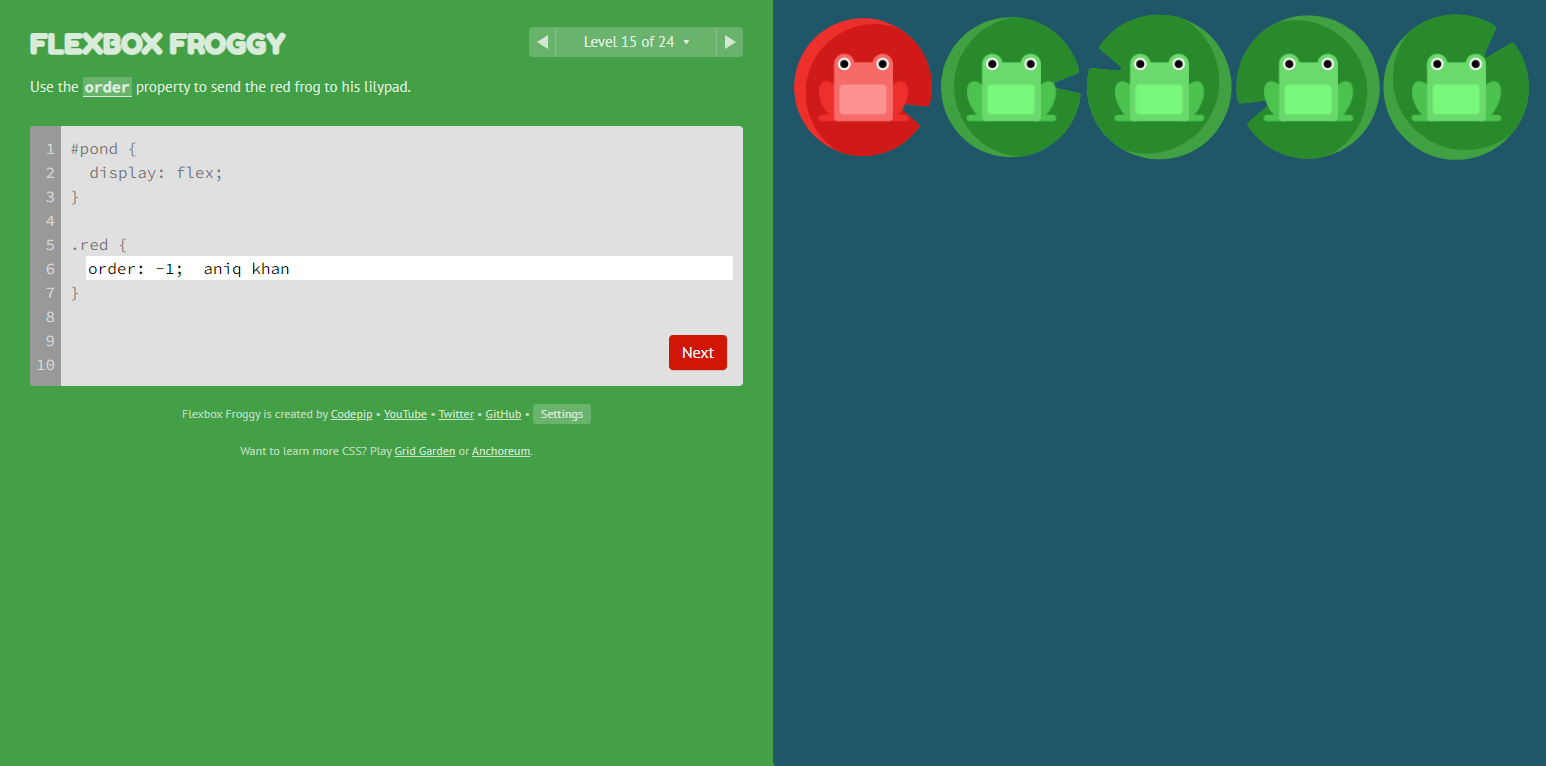 FLEXBOX FROGGY
Level 15 of 24
Use the order property to send the red frog to his lilypad.
1 #pond {
2   display: flex;
3 }
4
5 .red {
6   order: -1;  aniq khan
7 }
8
9
10
Next
Flexbox Froggy is created by Codepip • YouTube • Twitter • GitHub • Settings
Want to learn more CSS? Play Grid Garden or Anchoreum.